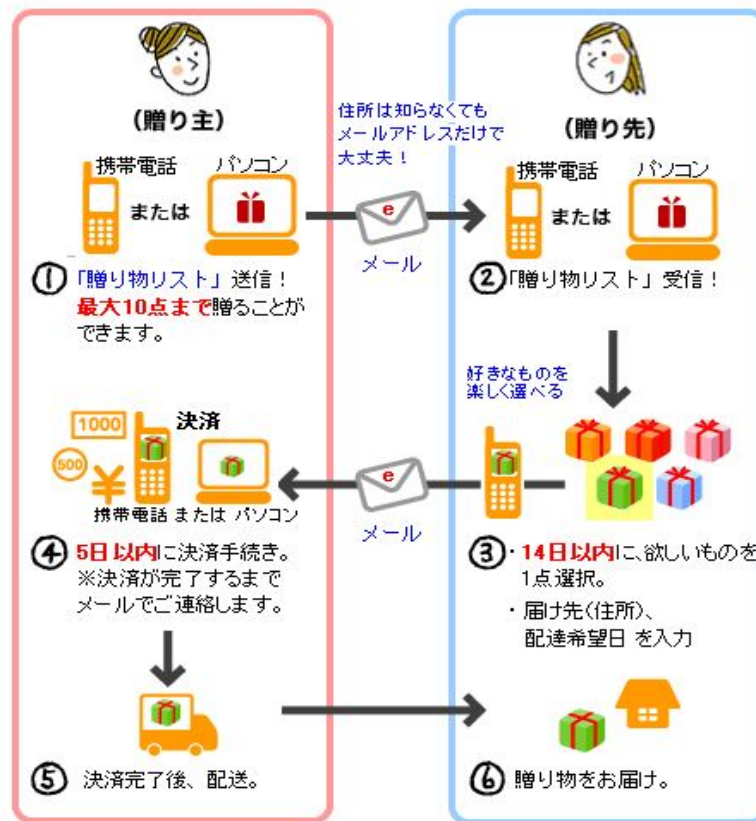 (贈り主)
携帯電話
パソコン
または
①「贈り物リスト」送信！
最大10点まで贈ることが
できます。
住所は知らなくても
メールアドレスだけで
大丈夫！
e
メール
(贈り先)
携帯電話
パソコン
または
②「贈り物リスト」受信！
好きなものを
楽しく選べる
③・14日以内に、欲しいものを
1点選択。
・届け先(住所)、
配達希望日 を入力
e
メール
1000
500
¥
決済
携帯電話 または パソコン
④5日以内に決済手続き。
※決済が完了するまで
メールでご連絡します。
⑤決済完了後、配送。
⑥贈り物をお届け。